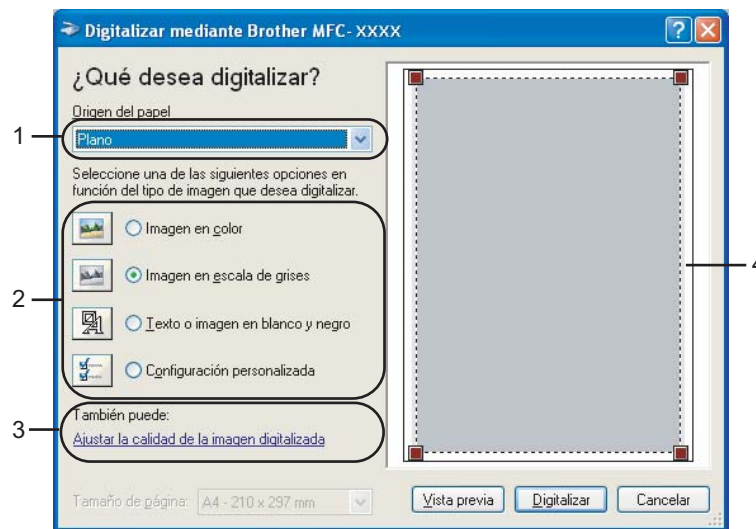 Digitalizar mediante Brother MFC- XXXX
¿Qué desea digitalizar?
Origen del papel
1
Plano
Seleccione una de las siguientes opciones en
función del tipo de imagen que desea digitalizar.
Imagen en color
Imagen en escala de grises
4
2
Texto o imagen en blanco y negro
Configuración personalizada
También puede:
3
Ajustar la calidad de la imagen digitalizada
Tamaño de página: A4 - 210 x 297 mm
Vista previa
Digitalizar
Cancelar